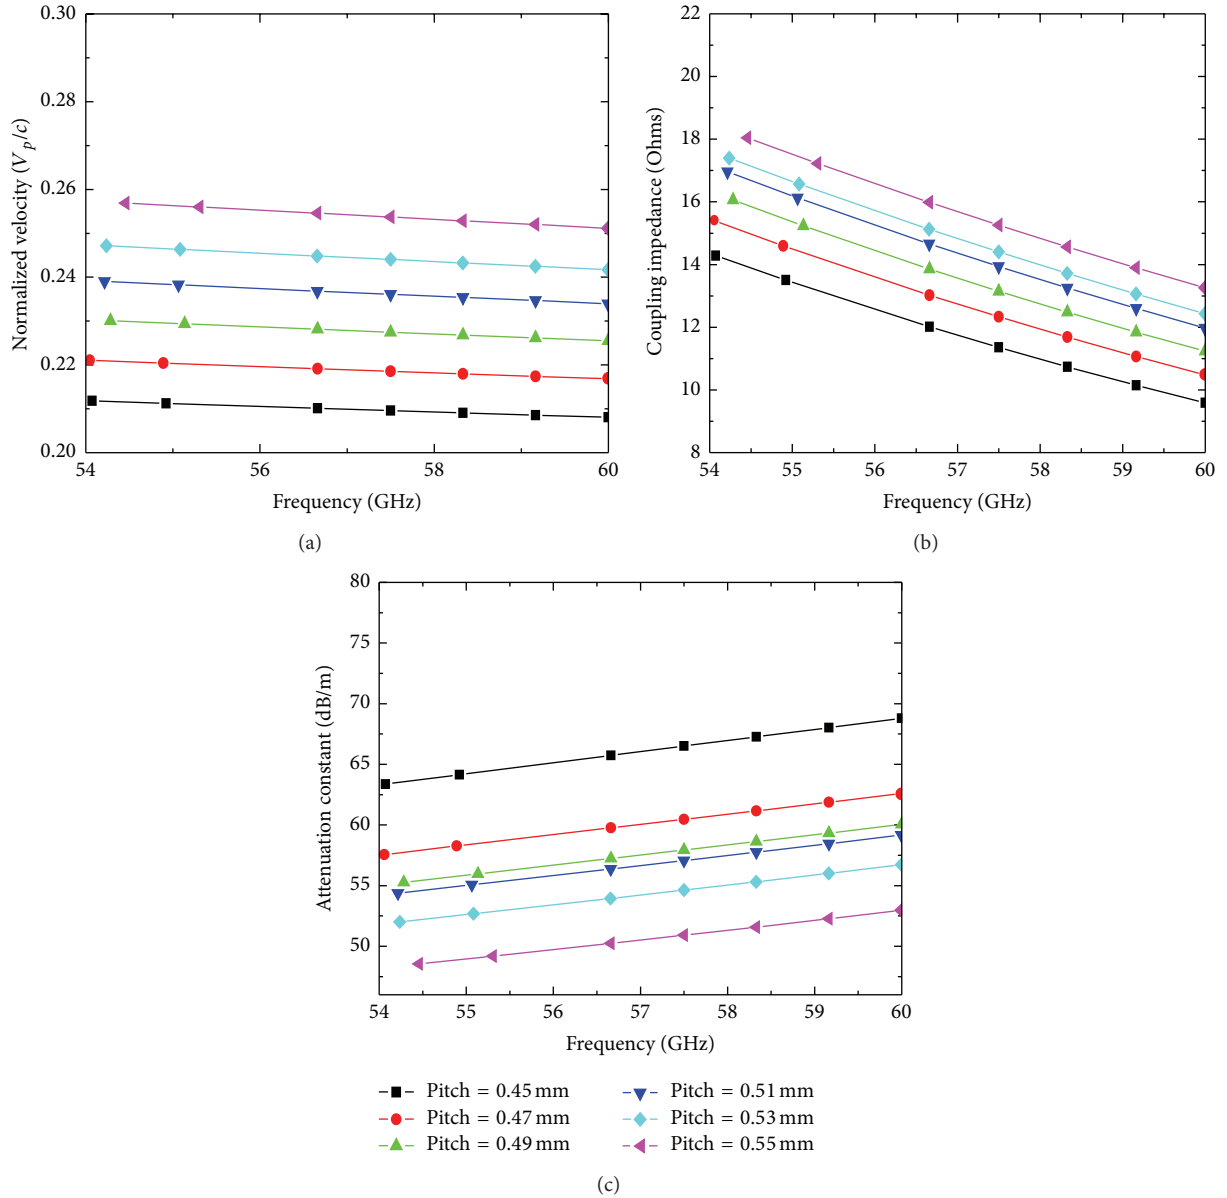 (a)
0.30
0.28
0.26
0.24
0.22
0.20
Normalized velocity (V_p/c)
54 56 58 60
Frequency (GHz)
22
20
18
16
14
12
10
8
Coupling impedance (Ohms)
54 55 56 57 58 59 60
Frequency (GHz)
(b)
80
75
70
65
60
55
50
Attenuation constant (dB/m)
54 55 56 57 58 59 60
Frequency (GHz)
Pitch = 0.45 mm
Pitch = 0.47 mm
Pitch = 0.49 mm
Pitch = 0.51 mm
Pitch = 0.53 mm
Pitch = 0.55 mm
(c)